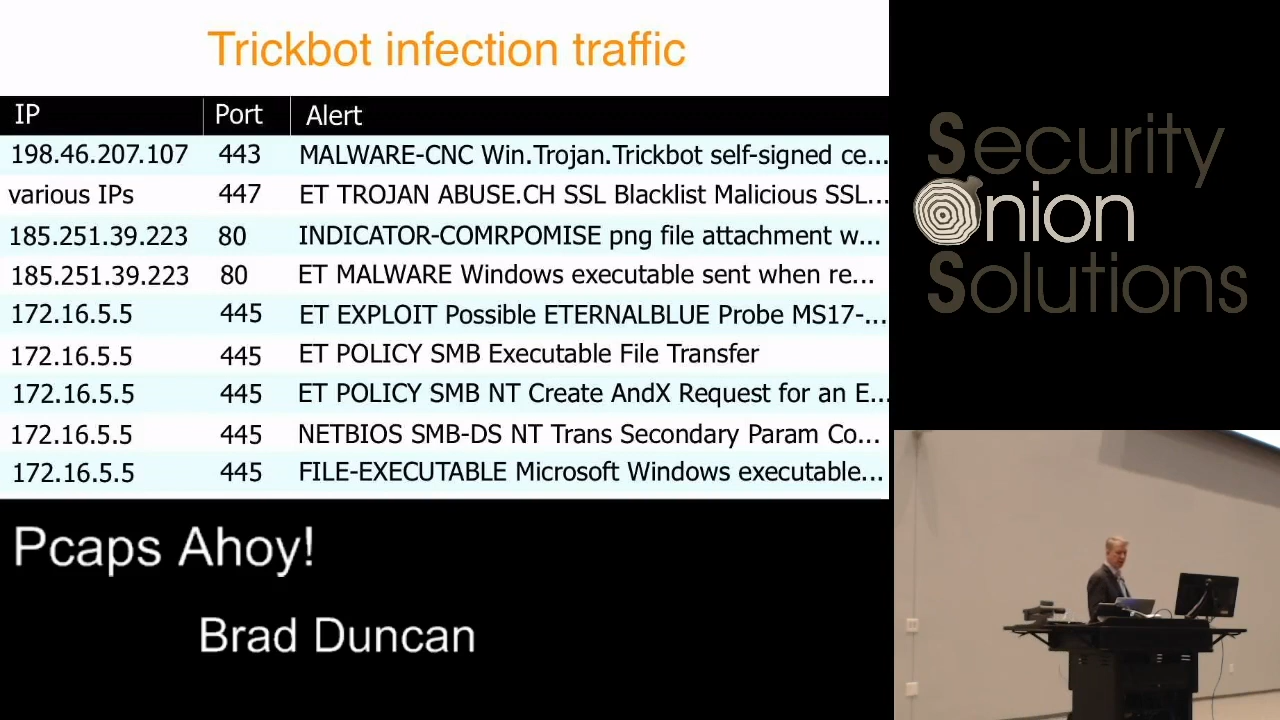 Trickbot infection traffic
IP Port Alert
198.46.207.107 443 MALWARE-CNC Win.Trojan.Trickbot self-signed ce...
various IPs 447 ET TROJAN ABUSE.CH SSL Blacklist Malicious SSL...
185.251.39.223 80 INDICATOR-COMRPOMISE png file attachment w...
185.251.39.223 80 ET MALWARE Windows executable sent when re...
172.16.5.5 445 ET EXPLOIT Possible ETERNALBLUE Probe MS17-...
172.16.5.5 445 ET POLICY SMB Executable File Transfer
172.16.5.5 445 ET POLICY SMB NT Create AndX Request for an E...
172.16.5.5 445 NETBIOS SMB-DS NT Trans Secondary Param Co...
172.16.5.5 445 FILE-EXECUTABLE Microsoft Windows executable...
Pcaps Ahoy!
Brad Duncan
Security
Onion
Solutions